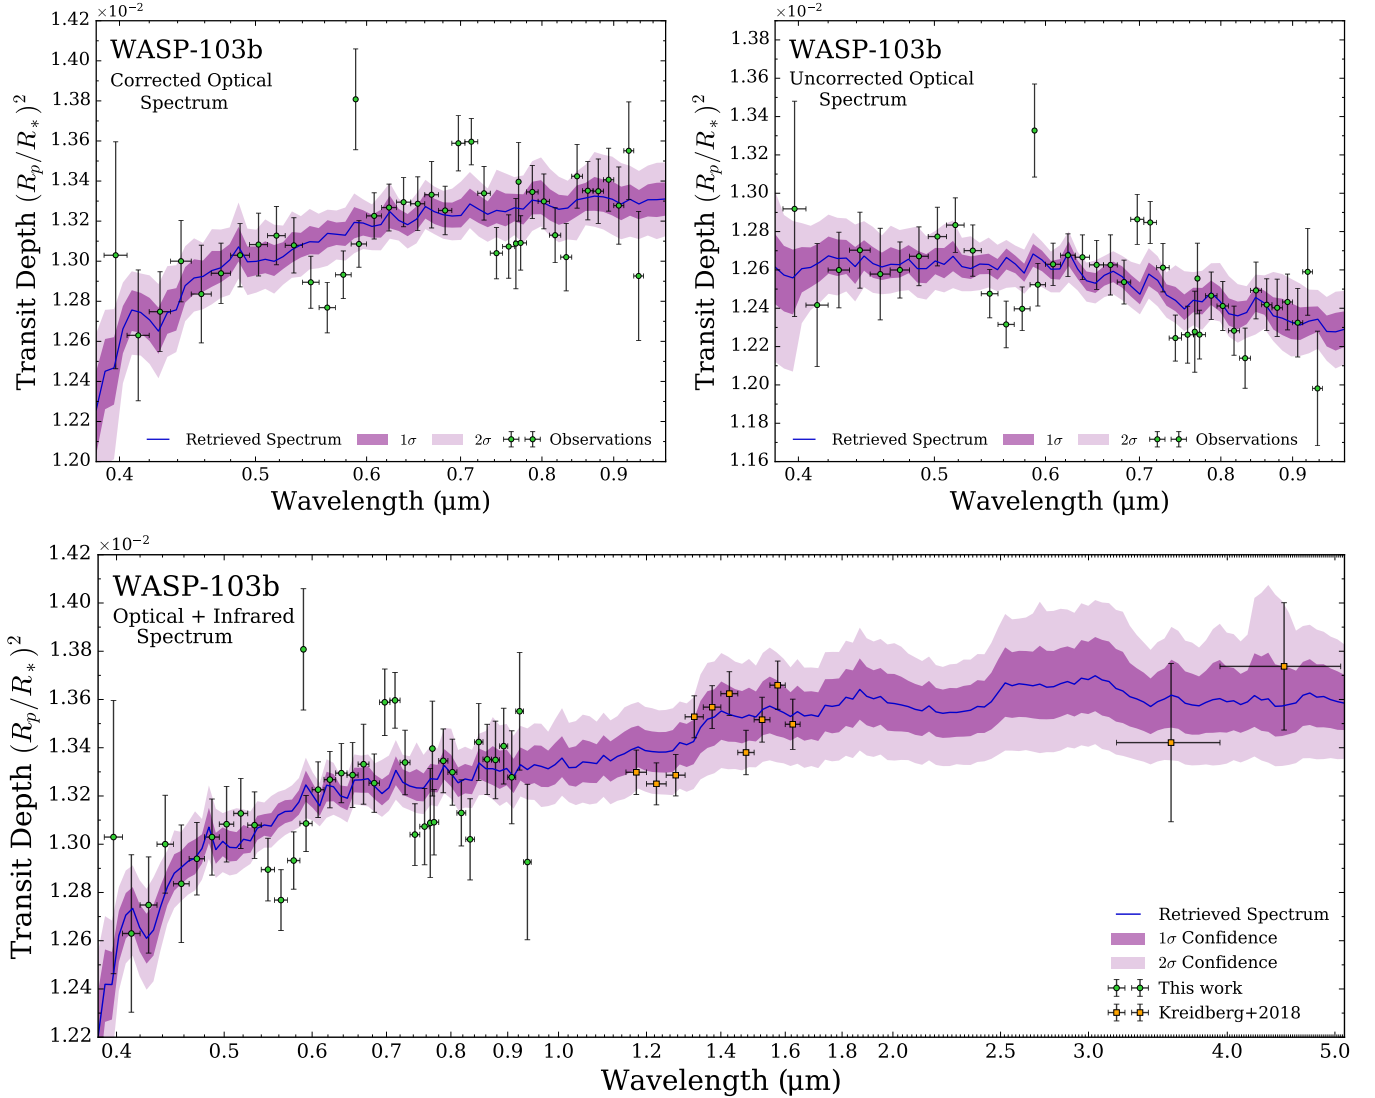 ×10⁻²
WASP-103b
Corrected Optical
Spectrum
Transit Depth (R_p/R_*)²
1.42
1.40
1.38
1.36
1.34
1.32
1.30
1.28
1.26
1.24
1.22
1.20
Retrieved Spectrum 1σ 2σ Observations
0.4 0.5 0.6 0.7 0.8 0.9
Wavelength (μm)
×10⁻²
WASP-103b
Uncorrected Optical
Spectrum
Transit Depth (R_p/R_*)²
1.38
1.36
1.34
1.32
1.30
1.28
1.26
1.24
1.22
1.20
1.18
1.16
Retrieved Spectrum 1σ 2σ Observations
0.4 0.5 0.6 0.7 0.8 0.9
Wavelength (μm)
×10⁻²
WASP-103b
Optical + Infrared
Spectrum
Transit Depth (R_p/R_*)²
1.42
1.40
1.38
1.36
1.34
1.32
1.30
1.28
1.26
1.24
1.22
Retrieved Spectrum
1σ Confidence
2σ Confidence
This work
Kreidberg+2018
0.4 0.5 0.6 0.7 0.8 0.9 1.0 1.2 1.4 1.6 1.8 2.0 2.5 3.0 4.0 5.0
Wavelength (μm)